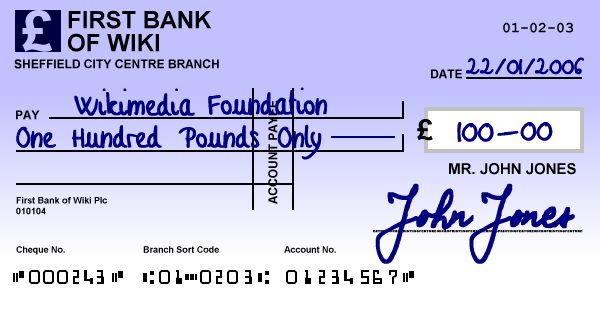 £ FIRST BANK
OF WIKI
SHEFFIELD CITY CENTRE BRANCH
01-02-03
DATE 22/01/2006
PAY Wikimedia Foundation
One Hundred Pounds Only
£ 100—00
ACCOUNT PAYEE
MR. JOHN JONES
First Bank of Wiki Plc
010104
John Jones
Cheque No. Branch Sort Code Account No.
⑈000243⑈ ⑆01⑉0203⑆ 01234567⑈